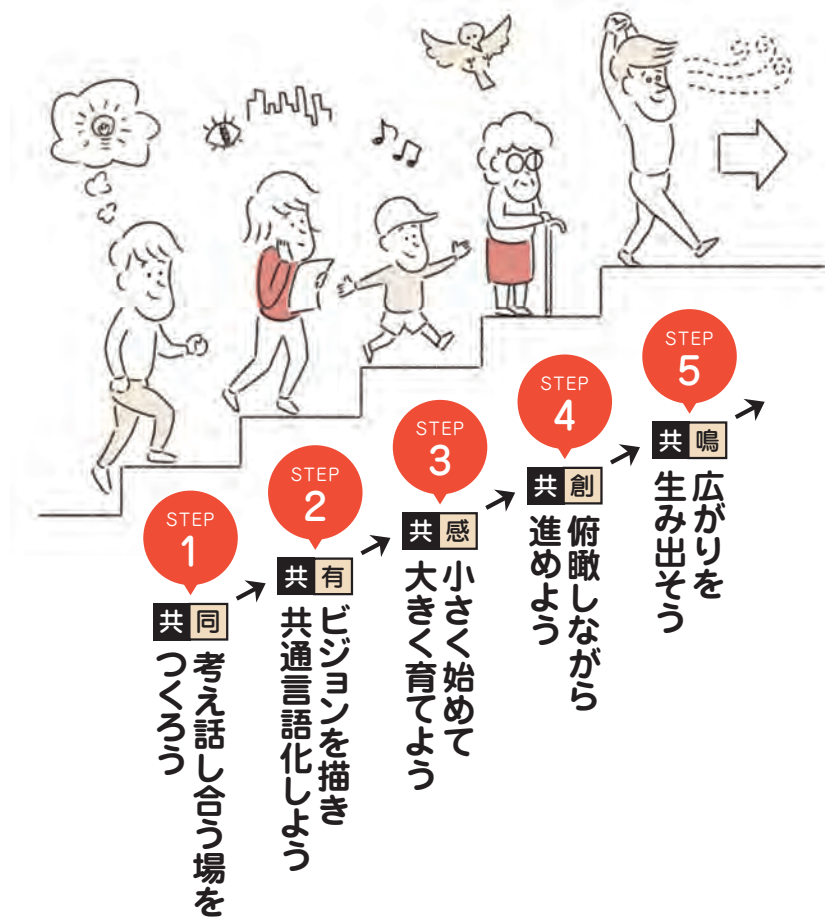 STEP
1
共同
考え話し合う場を
つくろう
STEP
2
共有
ビジョンを描き
共通言語化しよう
STEP
3
共感
小さく始めて
大きく育てよう
STEP
4
共創
俯瞰しながら
進めよう
STEP
5
共鳴
広がりを
生み出そう